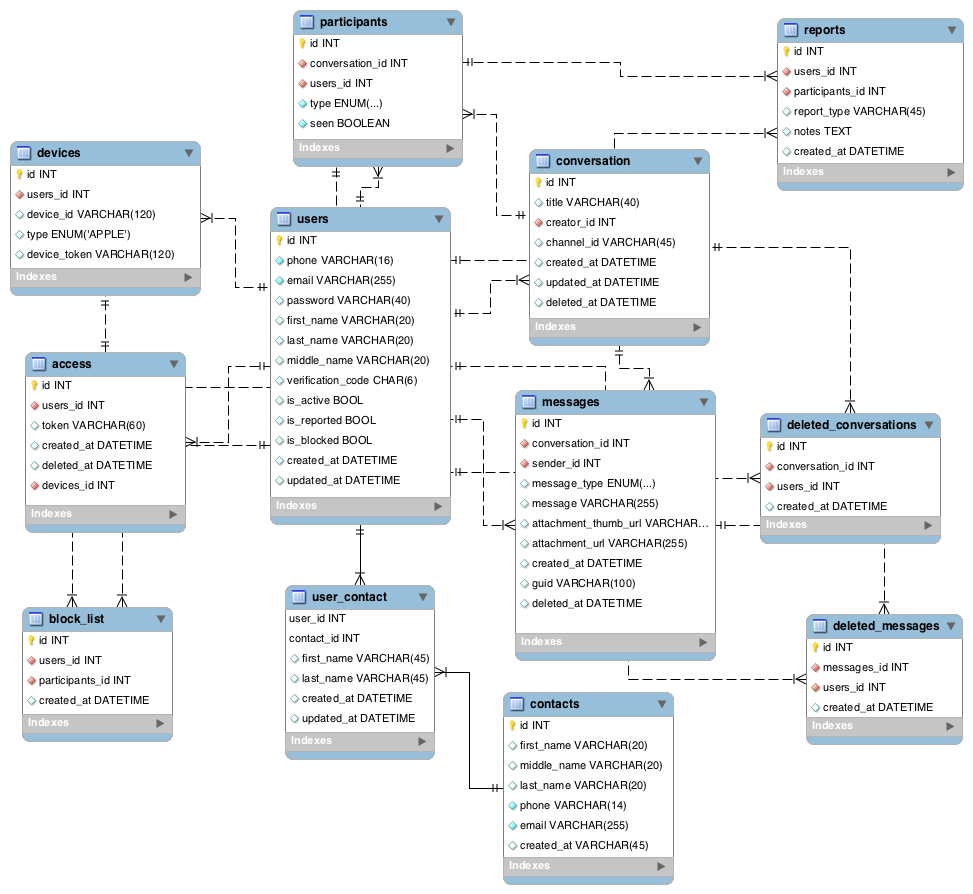 participants
id INT
conversation_id INT
users_id INT
type ENUM(...)
seen BOOLEAN
Indexes
reports
id INT
users_id INT
participants_id INT
report_type VARCHAR(45)
notes TEXT
created_at DATETIME
Indexes
devices
id INT
users_id INT
device_id VARCHAR(120)
type ENUM('APPLE')
device_token VARCHAR(120)
Indexes
conversation
id INT
title VARCHAR(40)
creator_id INT
channel_id VARCHAR(45)
created_at DATETIME
updated_at DATETIME
deleted_at DATETIME
Indexes
users
id INT
phone VARCHAR(16)
email VARCHAR(255)
password VARCHAR(40)
first_name VARCHAR(20)
last_name VARCHAR(20)
middle_name VARCHAR(20)
verification_code CHAR(6)
is_active BOOL
is_reported BOOL
is_blocked BOOL
created_at DATETIME
updated_at DATETIME
Indexes
access
id INT
users_id INT
token VARCHAR(60)
created_at DATETIME
deleted_at DATETIME
devices_id INT
Indexes
messages
id INT
conversation_id INT
sender_id INT
message_type ENUM(...)
message VARCHAR(255)
attachment_thumb_url VARCHAR...
attachment_url VARCHAR(255)
created_at DATETIME
guid VARCHAR(100)
deleted_at DATETIME
Indexes
deleted_conversations
id INT
conversation_id INT
users_id INT
created_at DATETIME
Indexes
block_list
id INT
users_id INT
participants_id INT
created_at DATETIME
Indexes
user_contact
user_id INT
contact_id INT
first_name VARCHAR(45)
last_name VARCHAR(45)
created_at DATETIME
updated_at DATETIME
Indexes
deleted_messages
id INT
messages_id INT
users_id INT
created_at DATETIME
Indexes
contacts
id INT
first_name VARCHAR(20)
middle_name VARCHAR(20)
last_name VARCHAR(20)
phone VARCHAR(14)
email VARCHAR(255)
created_at VARCHAR(45)
Indexes